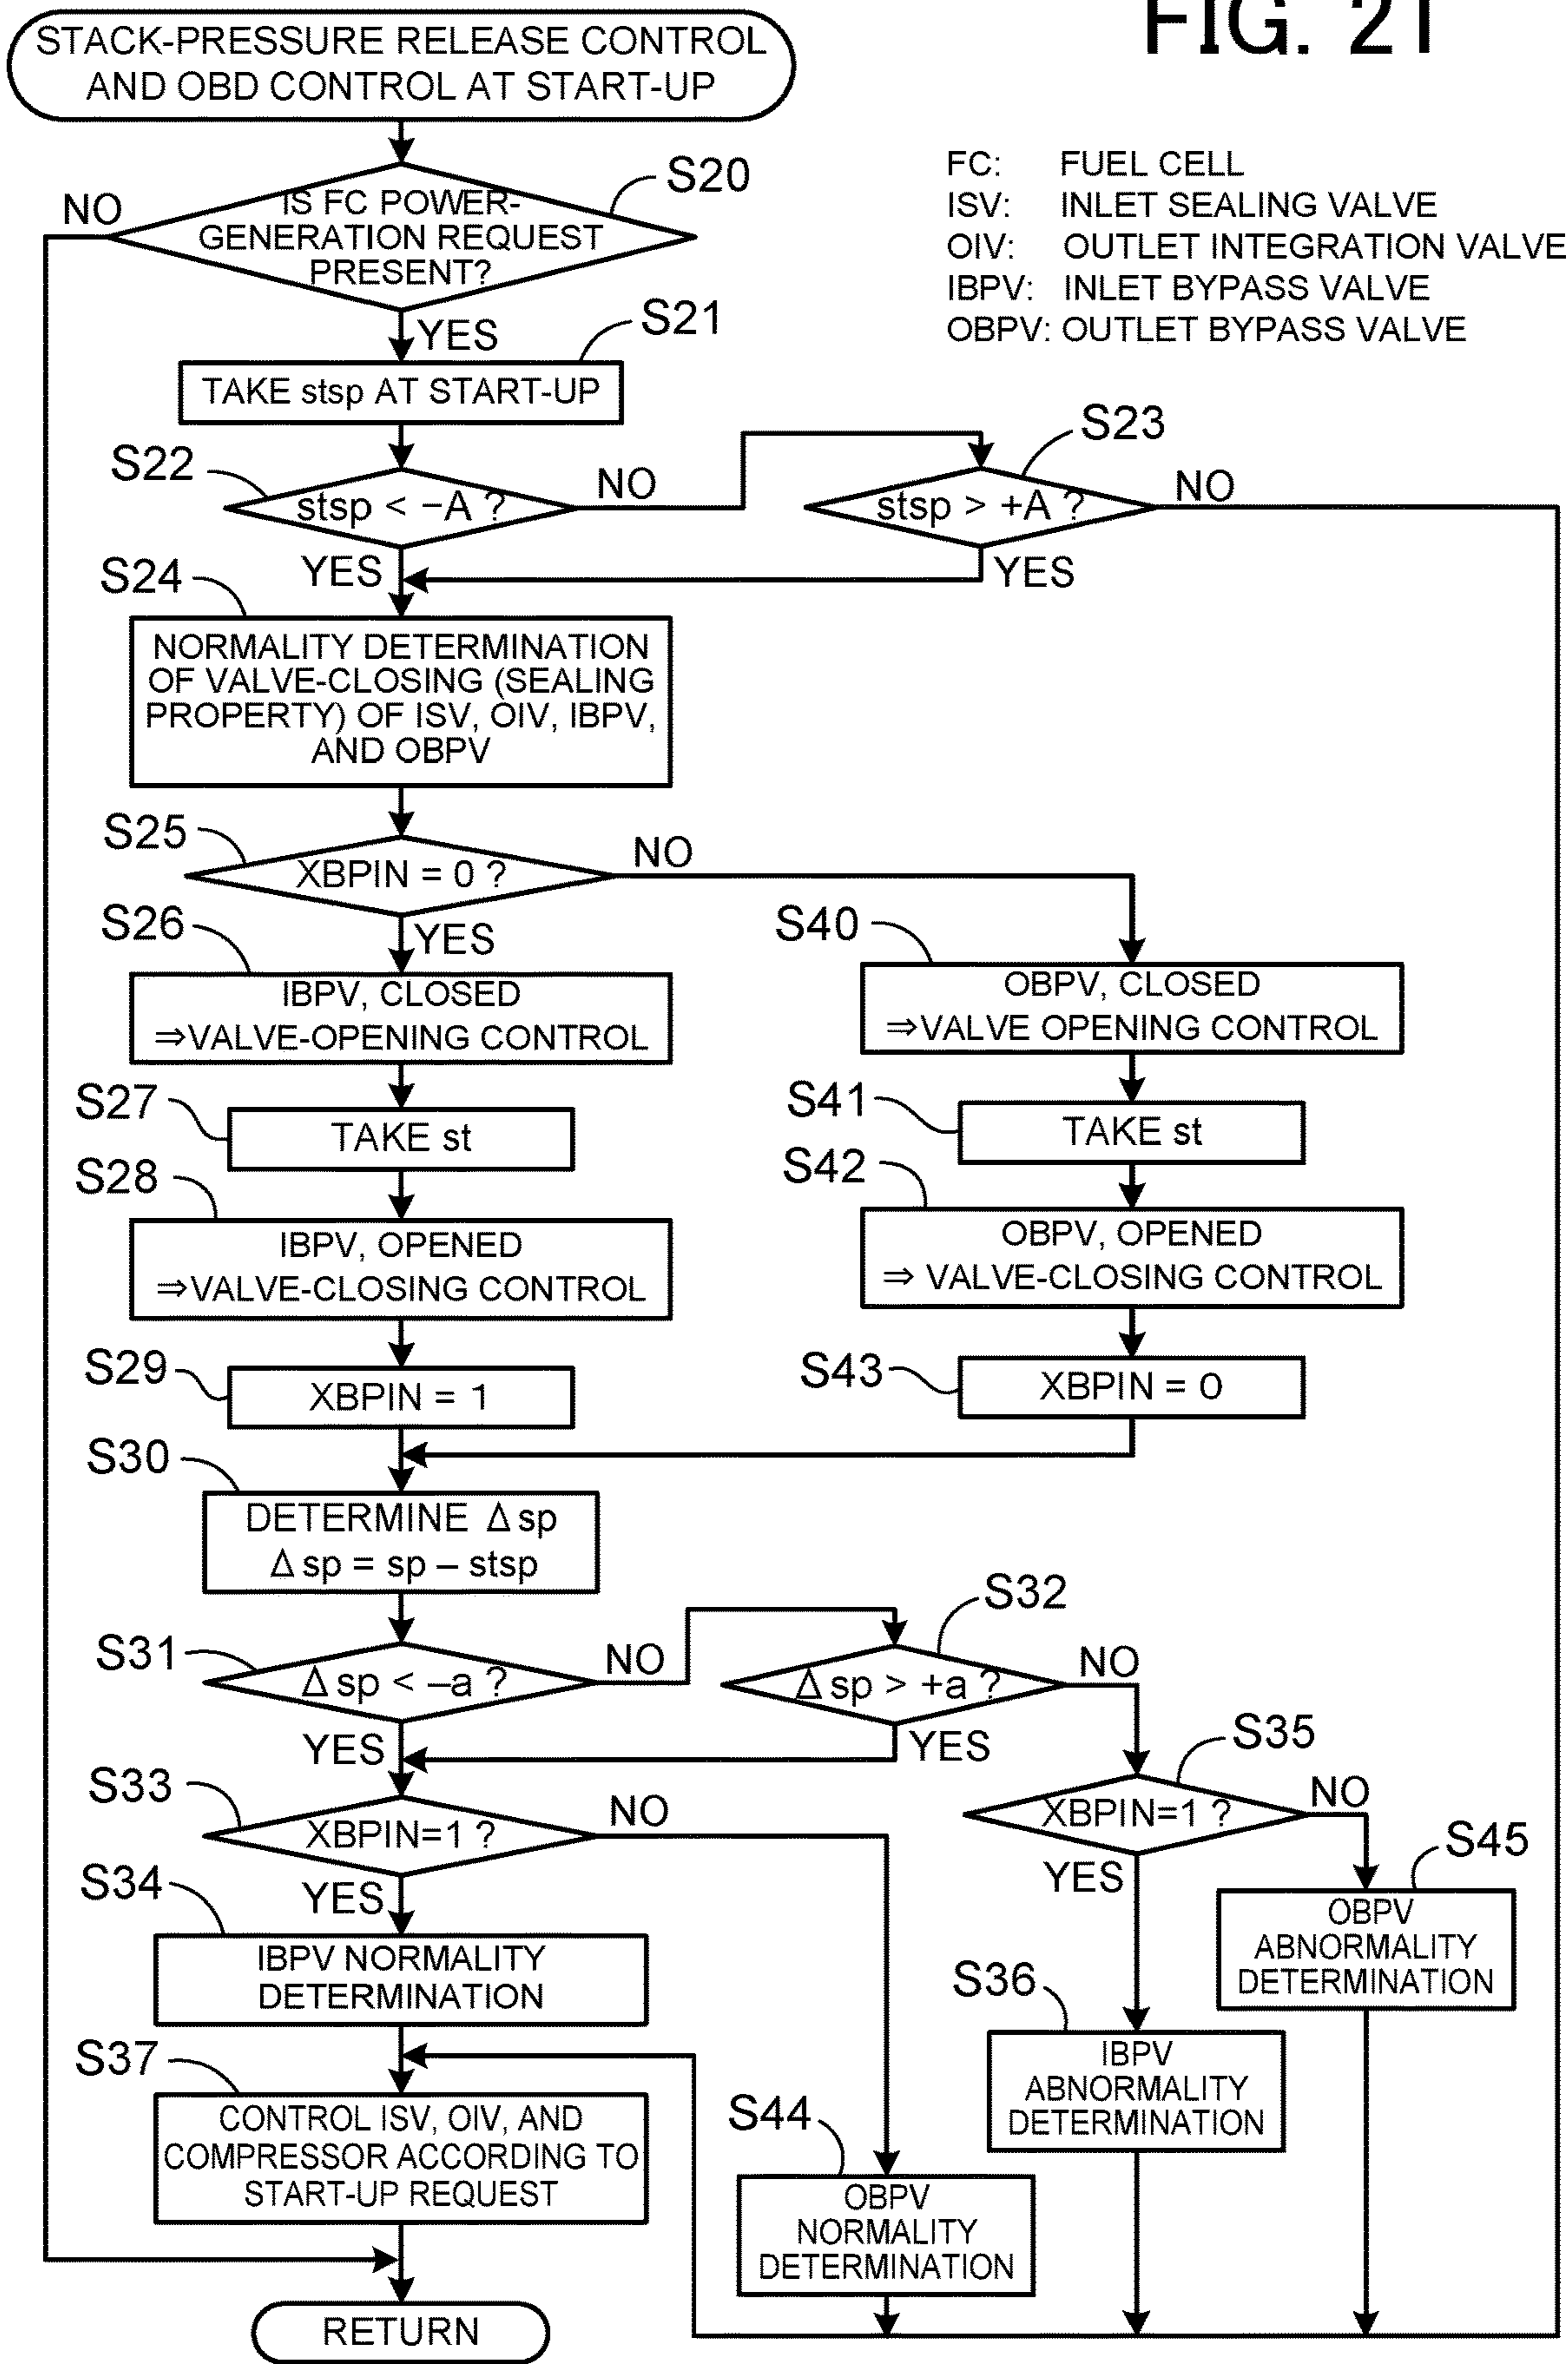 FIG. 21
STACK-PRESSURE RELEASE CONTROL
AND OBD CONTROL AT START-UP
FC: FUEL CELL
ISV: INLET SEALING VALVE
OIV: OUTLET INTEGRATION VALVE
IBPV: INLET BYPASS VALVE
OBPV: OUTLET BYPASS VALVE
S20
NO
IS FC POWER-
GENERATION REQUEST
PRESENT?
YES
S21
TAKE stsp AT START-UP
S22
stsp < –A ?
NO
YES
S23
stsp > +A ?
NO
YES
S24
NORMALITY DETERMINATION
OF VALVE-CLOSING (SEALING
PROPERTY) OF ISV, OIV, IBPV,
AND OBPV
S25
XBPIN = 0 ?
NO
YES
S26
IBPV, CLOSED
⇒VALVE-OPENING CONTROL
S40
OBPV, CLOSED
⇒VALVE OPENING CONTROL
S27
TAKE st
S41
TAKE st
S28
IBPV, OPENED
⇒VALVE-CLOSING CONTROL
S42
OBPV, OPENED
⇒ VALVE-CLOSING CONTROL
S29
XBPIN = 1
S43
XBPIN = 0
S30
DETERMINE Δsp
Δsp = sp – stsp
S31
Δsp < –a ?
NO
YES
S32
Δsp > +a ?
NO
YES
S33
XBPIN=1 ?
NO
YES
S35
XBPIN=1 ?
NO
YES
S34
IBPV NORMALITY
DETERMINATION
S45
OBPV
ABNORMALITY
DETERMINATION
S36
IBPV
ABNORMALITY
DETERMINATION
S37
CONTROL ISV, OIV, AND
COMPRESSOR ACCORDING TO
START-UP REQUEST
S44
OBPV
NORMALITY
DETERMINATION
RETURN